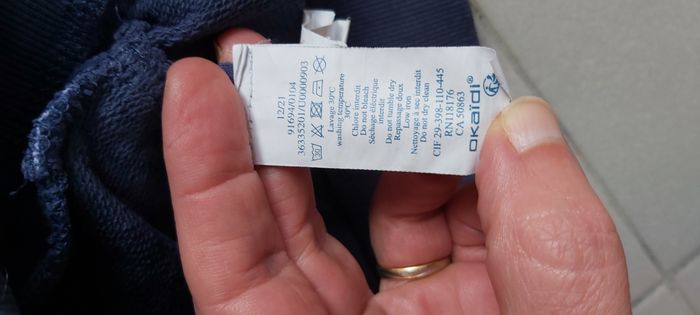 12/21
91694/0104
36335201/U0000903
30
Lavage 30°C
washing temperature
30°C
Chlore interdit
Do not bleach
Séchage éléctrique
interdit
Do not tumble dry
Repassage doux
Low iron
Nettoyage à sec interdit
Do not dry clean
CIF 29-398-110-445
RN118176
CA 50863
OKAÏDI®